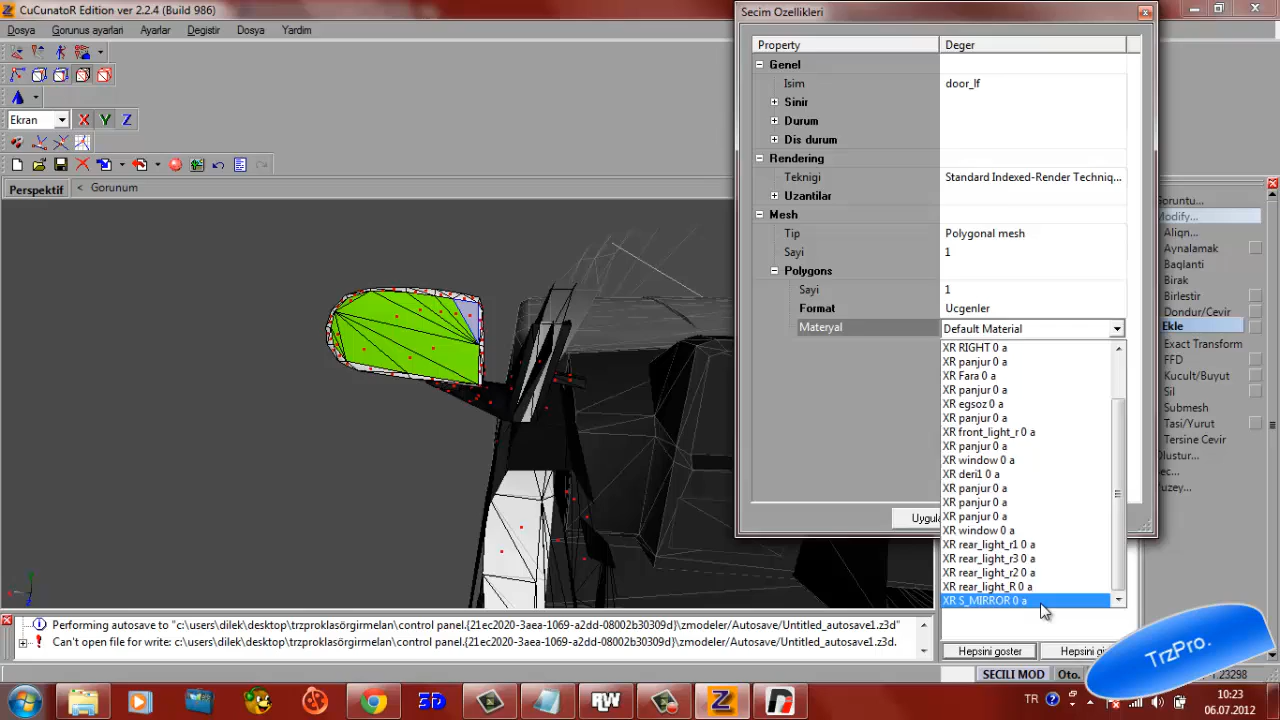 CuCunatoR Edition ver 2.2.4 (Build 986)
Dosya Gorunus ayarlari Ayarlar Degistir Dosya Yardim
Ekran X Y Z
Perspektif < Gorunum
Secim Ozellikleri
Property Deger
Genel
Isim door_lf
Sinir
Durum
Dis durum
Rendering
Teknigi Standard Indexed-Render Techniq...
Uzantilar
Mesh
Tip Polygonal mesh
Sayi 1
Polygons
Sayi 1
Format Ucgenler
Materyal Default Material
XR RIGHT 0 a
XR panjur 0 a
XR Fara 0 a
XR panjur 0 a
XR egsoz 0 a
XR panjur 0 a
XR front_light_r 0 a
XR panjur 0 a
XR window 0 a
XR deri1 0 a
XR panjur 0 a
XR panjur 0 a
XR panjur 0 a
XR window 0 a
XR rear_light_r1 0 a
XR rear_light_r3 0 a
XR rear_light_r2 0 a
XR rear_light_R 0 a
XR S_MIRROR 0 a
Uygula
Goruntu...
Modify...
Align...
Aynalamak
Baqlanti
Birlestir
Dondur/Cevir
Ekle
Exact Transform
FFD
Kucult/Buyut
Sil
Submesh
Tasi/Yurut
Tersine Cevir
Performing autosave to "c:\users\dilek\desktop\trzproklasörgirmelan\control panel.{21ec2020-3aea-1069-a2dd-08002b30309d}\zmodeler/Autosave/Untitled_autosave1.z3d"
Can't open file for write: c:\users\dilek\desktop\trzproklasörgirmelan\control panel.{21ec2020-3aea-1069-a2dd-08002b30309d}\zmodeler/Autosave/Untitled_autosave1.z3d.
Hepsini goster
SECILI MOD Oto.
TrzPro.
3D RW Z
TR 10:23
06.07.2012